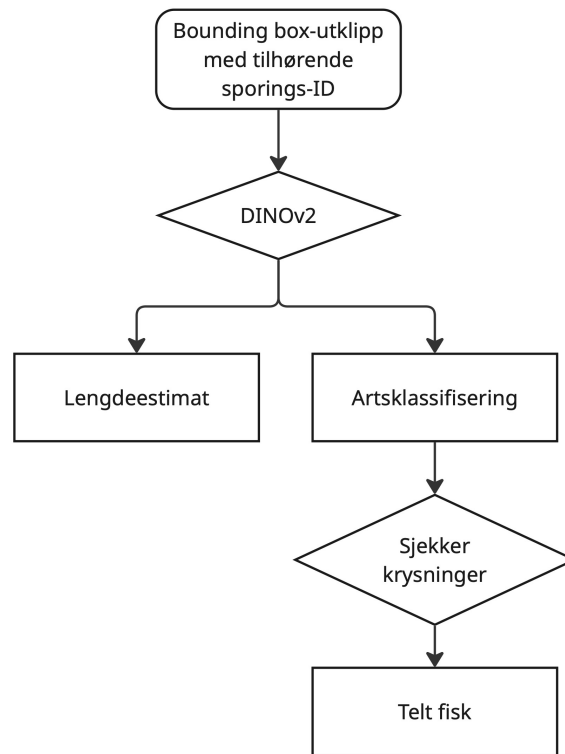 Bounding box-utklipp
med tilhørende
sporings-ID
DINOv2
Lengdeestimat
Artsklassifisering
Sjekker
krysninger
Telt fisk